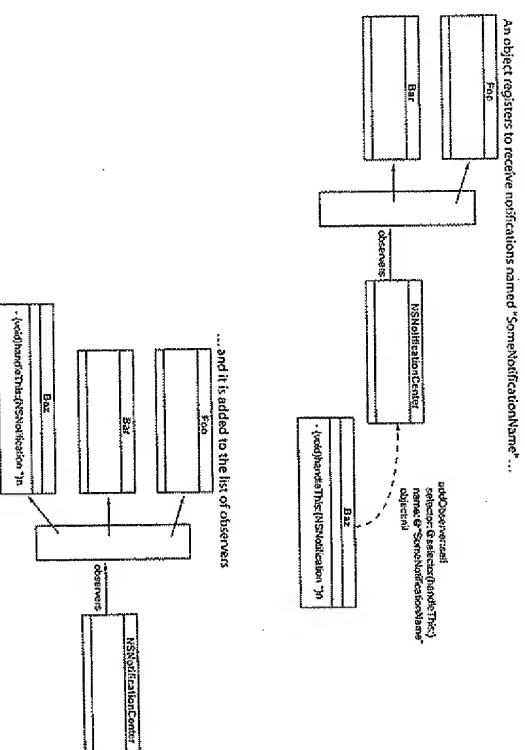 An object registers to receive notifications named "SomeNotificationName"...
Foo
Bar
observers
NSNotificationCenter
addObserver:self
selector:@selector(handleThis:)
name:@"SomeNotificationName"
object:nil
Baz
- (void)handleThis:(NSNotification *)n
... and it is added to the list of observers
Foo
Bar
Baz
- (void)handleThis:(NSNotification *)n
observers
NSNotificationCenter